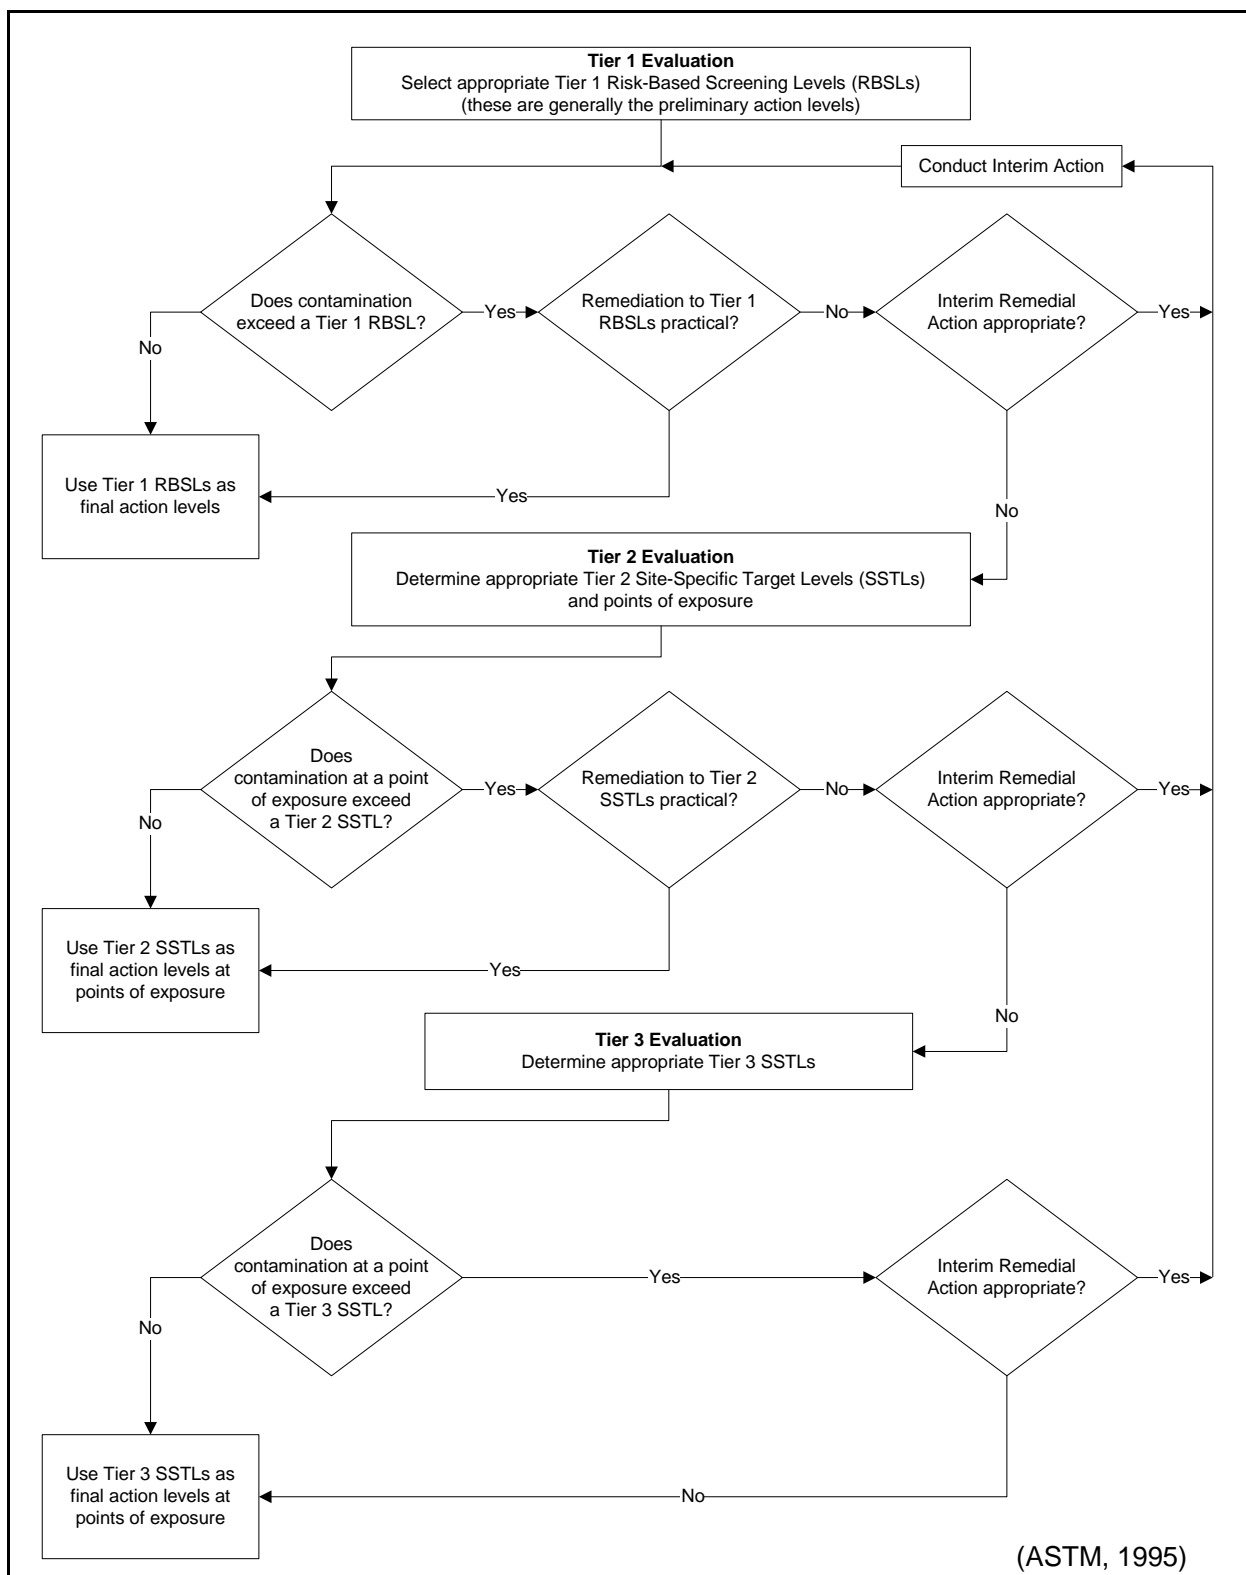 Tier 1 Evaluation
Select appropriate Tier 1 Risk-Based Screening Levels (RBSLs)
(these are generally the preliminary action levels)
Conduct Interim Action
Does contamination
exceed a Tier 1 RBSL?
Yes
Remediation to Tier 1
RBSLs practical?
No
Interim Remedial
Action appropriate?
Yes
No
Use Tier 1 RBSLs as
final action levels
Yes
No
Tier 2 Evaluation
Determine appropriate Tier 2 Site-Specific Target Levels (SSTLs)
and points of exposure
Does
contamination at a point
of exposure exceed
a Tier 2 SSTL?
Yes
Remediation to Tier 2
SSTLs practical?
No
Interim Remedial
Action appropriate?
Yes
No
Use Tier 2 SSTLs as
final action levels at
points of exposure
Yes
No
Tier 3 Evaluation
Determine appropriate Tier 3 SSTLs
Does
contamination at a point
of exposure exceed
a Tier 3 SSTL?
Yes
Interim Remedial
Action appropriate?
Yes
No
Use Tier 3 SSTLs as
final action levels at
points of exposure
No
(ASTM, 1995)